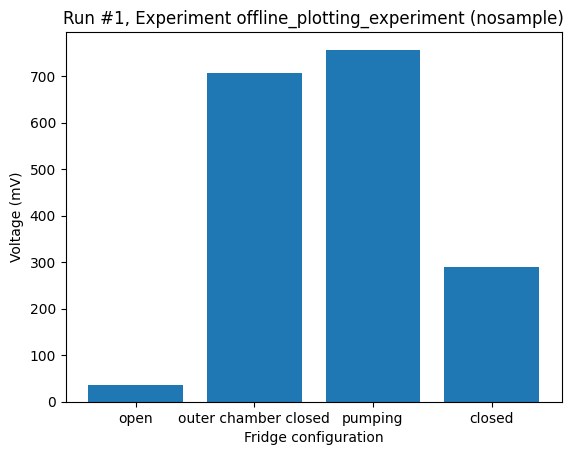 Run #1, Experiment offline_plotting_experiment (nosample)
Voltage (mV)
700
600
500
400
300
200
100
0
open outer chamber closed pumping closed
Fridge configuration